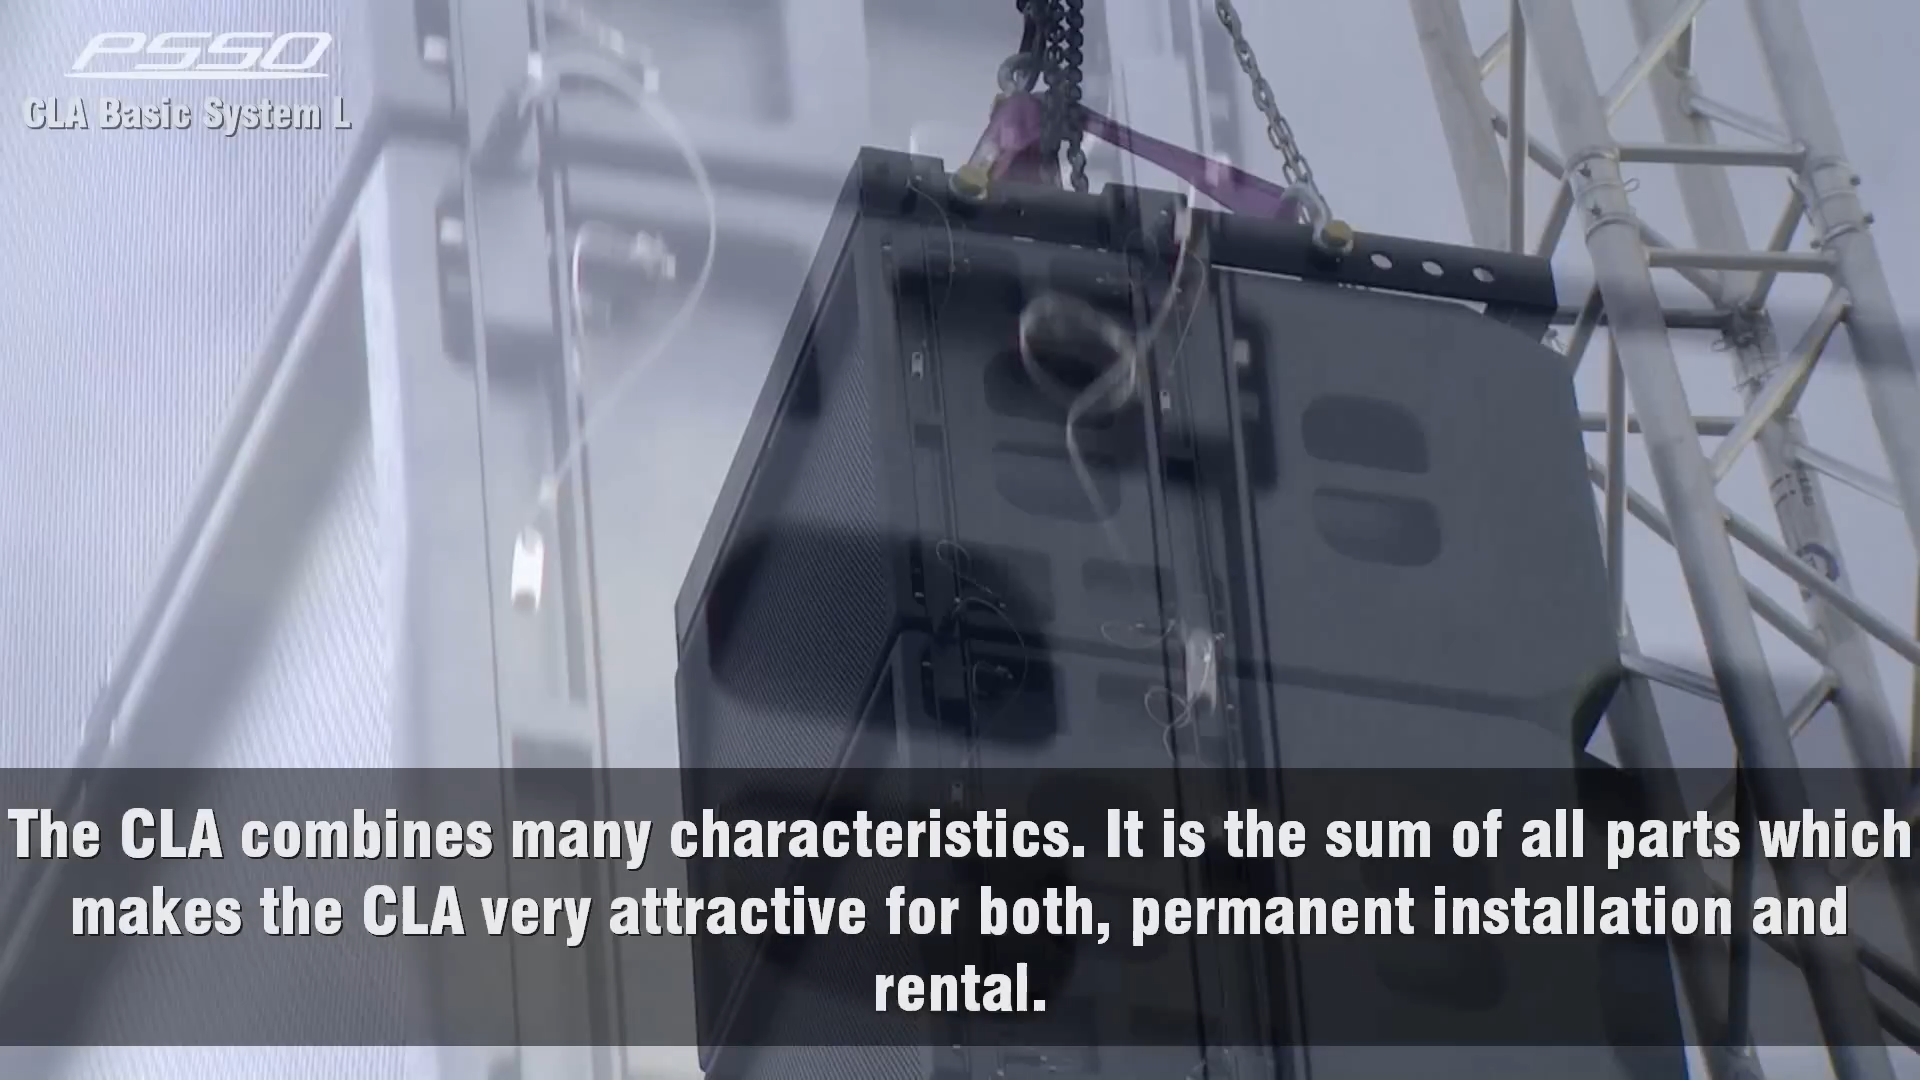 PSSO
CLA Basic System L
The CLA combines many characteristics. It is the sum of all parts which
makes the CLA very attractive for both, permanent installation and
rental.